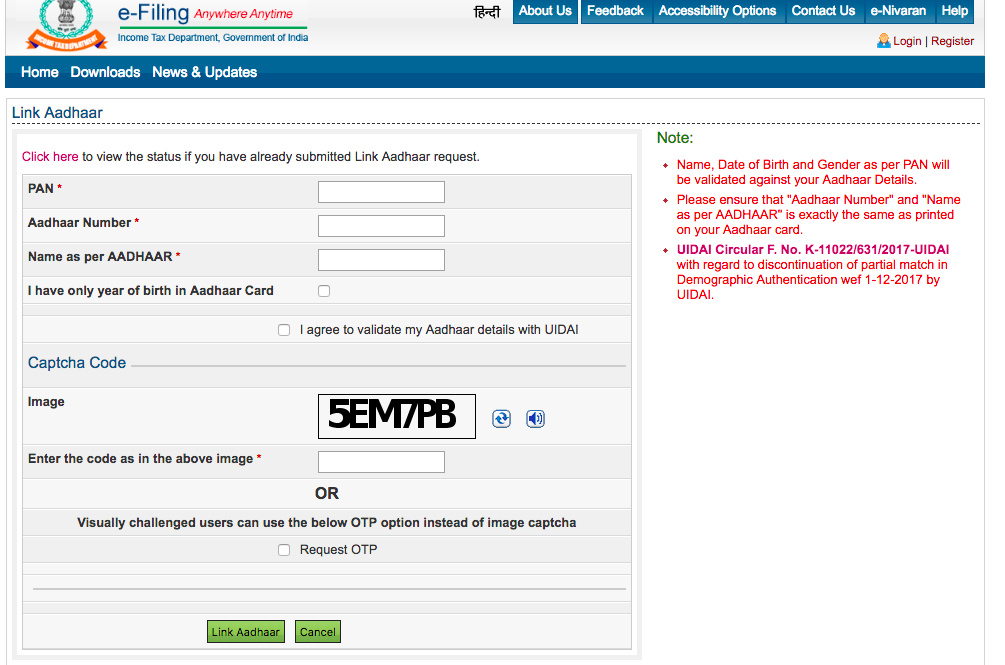 e-Filing Anywhere Anytime
Income Tax Department, Government of India
हिन्दी About Us Feedback Accessibility Options Contact Us e-Nivaran Help
Login | Register
Home Downloads News & Updates
Link Aadhaar
Click here to view the status if you have already submitted Link Aadhaar request.
PAN *
Aadhaar Number *
Name as per AADHAAR *
I have only year of birth in Aadhaar Card
I agree to validate my Aadhaar details with UIDAI
Captcha Code
Image
5EM7PB
Enter the code as in the above image *
OR
Visually challenged users can use the below OTP option instead of image captcha
Request OTP
Link Aadhaar Cancel
Note:
Name, Date of Birth and Gender as per PAN will
be validated against your Aadhaar Details.
Please ensure that "Aadhaar Number" and "Name
as per AADHAAR" is exactly the same as printed
on your Aadhaar card.
UIDAI Circular F. No. K-11022/631/2017-UIDAI
with regard to discontinuation of partial match in
Demographic Authentication wef 1-12-2017 by
UIDAI.